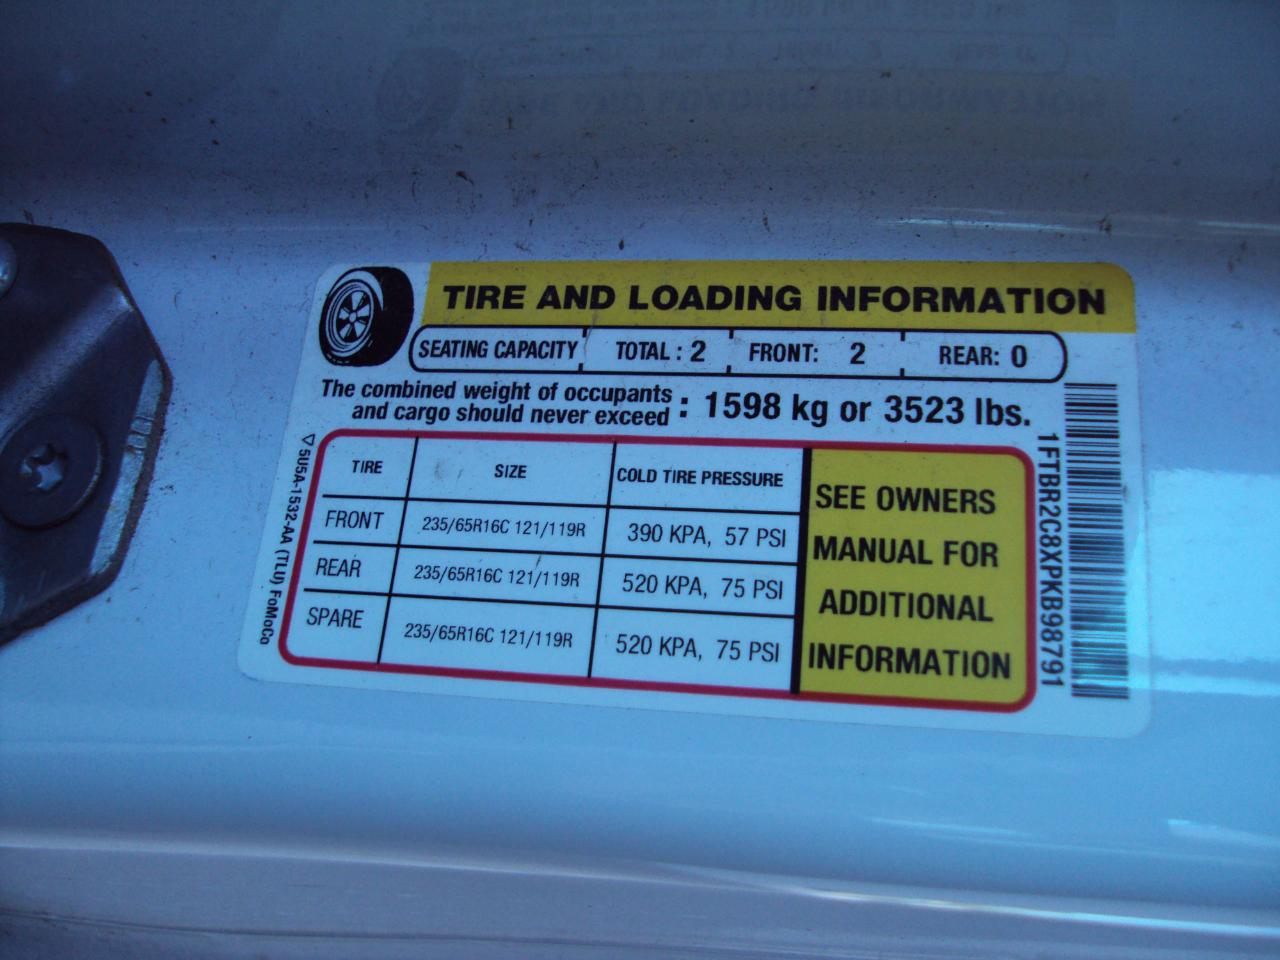 TIRE AND LOADING INFORMATION
SEATING CAPACITY TOTAL : 2 FRONT: 2 REAR: 0
The combined weight of occupants
and cargo should never exceed : 1598 kg or 3523 lbs.
TIRE SIZE COLD TIRE PRESSURE
FRONT 235/65R16C 121/119R 390 KPA, 57 PSI
REAR 235/65R16C 121/119R 520 KPA, 75 PSI
SPARE 235/65R16C 121/119R 520 KPA, 75 PSI
SEE OWNERS
MANUAL FOR
ADDITIONAL
INFORMATION
5U5A-1532-AA (TLU) FoMoCo
1FTBR2C8XPKB98791